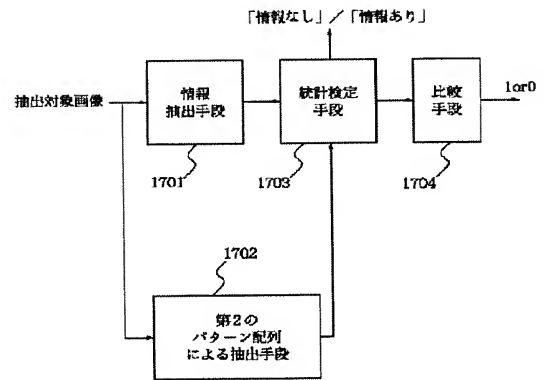 「情報なし」／「情報あり」
抽出対象画像
情報
抽出手段
統計検定
手段
比較
手段
1or0
1701
1703
1704
1702
第2の
パターン配列
による抽出手段